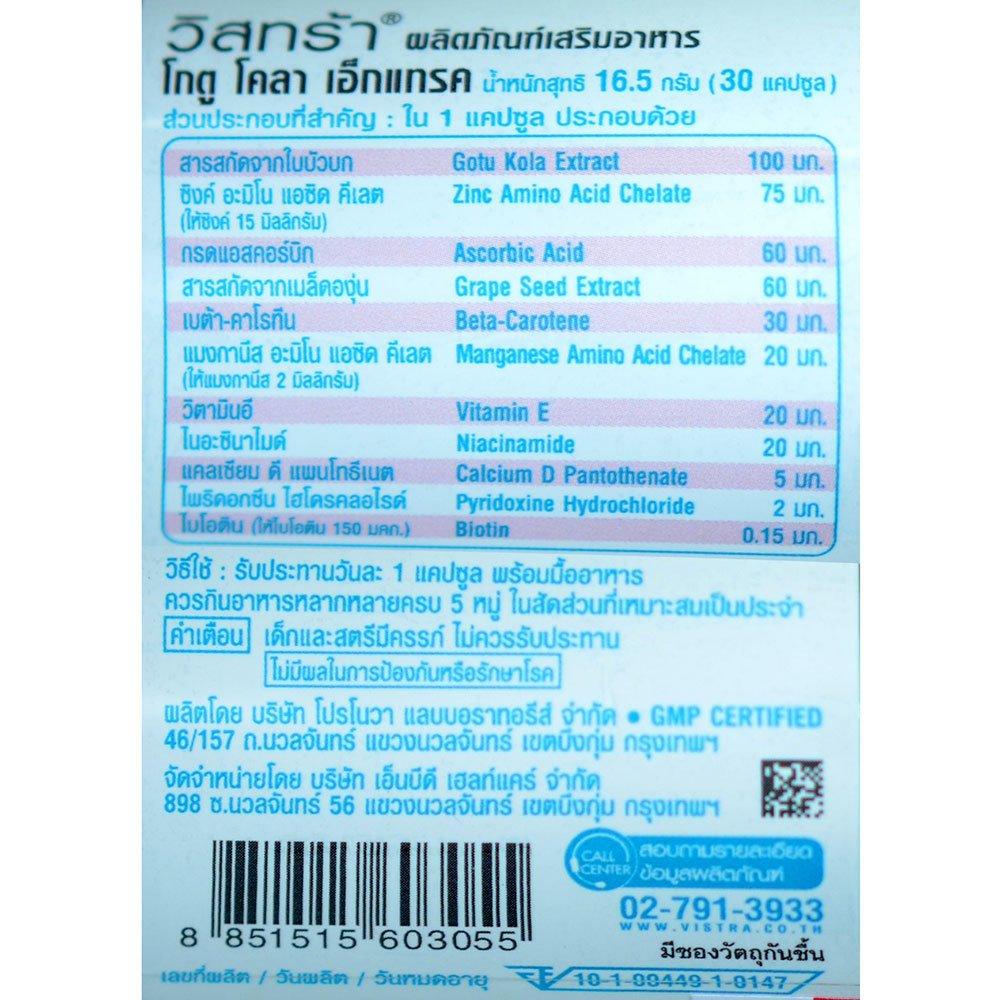 วิสทร้า® ผลิตภัณฑ์เสริมอาหาร
โกตู โคลา เอ็กแทรค น้ำหนักสุทธิ 16.5 กรัม (30 แคปซูล)
ส่วนประกอบที่สำคัญ : ใน 1 แคปซูล ประกอบด้วย
สารสกัดจากใบบัวบก Gotu Kola Extract 100 มก.
ซิงค์ อะมิโน แอซิด คีเลต Zinc Amino Acid Chelate 75 มก.
(ให้ซิงค์ 15 มิลลิกรัม)
กรดแอสคอร์บิก Ascorbic Acid 60 มก.
สารสกัดจากเมล็ดองุ่น Grape Seed Extract 60 มก.
เบต้า-คาโรทีน Beta-Carotene 30 มก.
แมงกานีส อะมิโน แอซิด คีเลต Manganese Amino Acid Chelate 20 มก.
(ให้แมงกานีส 2 มิลลิกรัม)
วิตามินอี Vitamin E 20 มก.
ไนอะซินาไมด์ Niacinamide 20 มก.
แคลเซียม ดี แพนโทธีเนต Calcium D Pantothenate 5 มก.
ไพริดอกซีน ไฮโดรคลอไรด์ Pyridoxine Hydrochloride 2 มก.
ไบโอติน (ให้ไบโอติน 150 มคก.) Biotin 0.15 มก.
วิธีใช้ : รับประทานวันละ 1 แคปซูล พร้อมมื้ออาหาร
ควรกินอาหารหลากหลายครบ 5 หมู่ ในสัดส่วนที่เหมาะสมเป็นประจำ
คำเตือน เด็กและสตรีมีครรภ์ ไม่ควรรับประทาน
ไม่มีผลในการป้องกันหรือรักษาโรค
ผลิตโดย บริษัท โปรโนวา แลบบอราทอรีส์ จำกัด • GMP CERTIFIED
46/157 ถ.นวลจันทร์ แขวงนวลจันทร์ เขตบึงกุ่ม กรุงเทพฯ
จัดจำหน่ายโดย บริษัท เอ็นบีดี เฮลท์แคร์ จำกัด
898 ซ.นวลจันทร์ 56 แขวงนวลจันทร์ เขตบึงกุ่ม กรุงเทพฯ
CALL CENTER สอบถามรายละเอียด
ข้อมูลผลิตภัณฑ์
02-791-3933
WWW.VISTRA.CO.TH
8 851515 603055
มีซองวัตถุกันชื้น
เลขที่ผลิต / วันผลิต / วันหมดอายุ
10-1-09449-1-0147